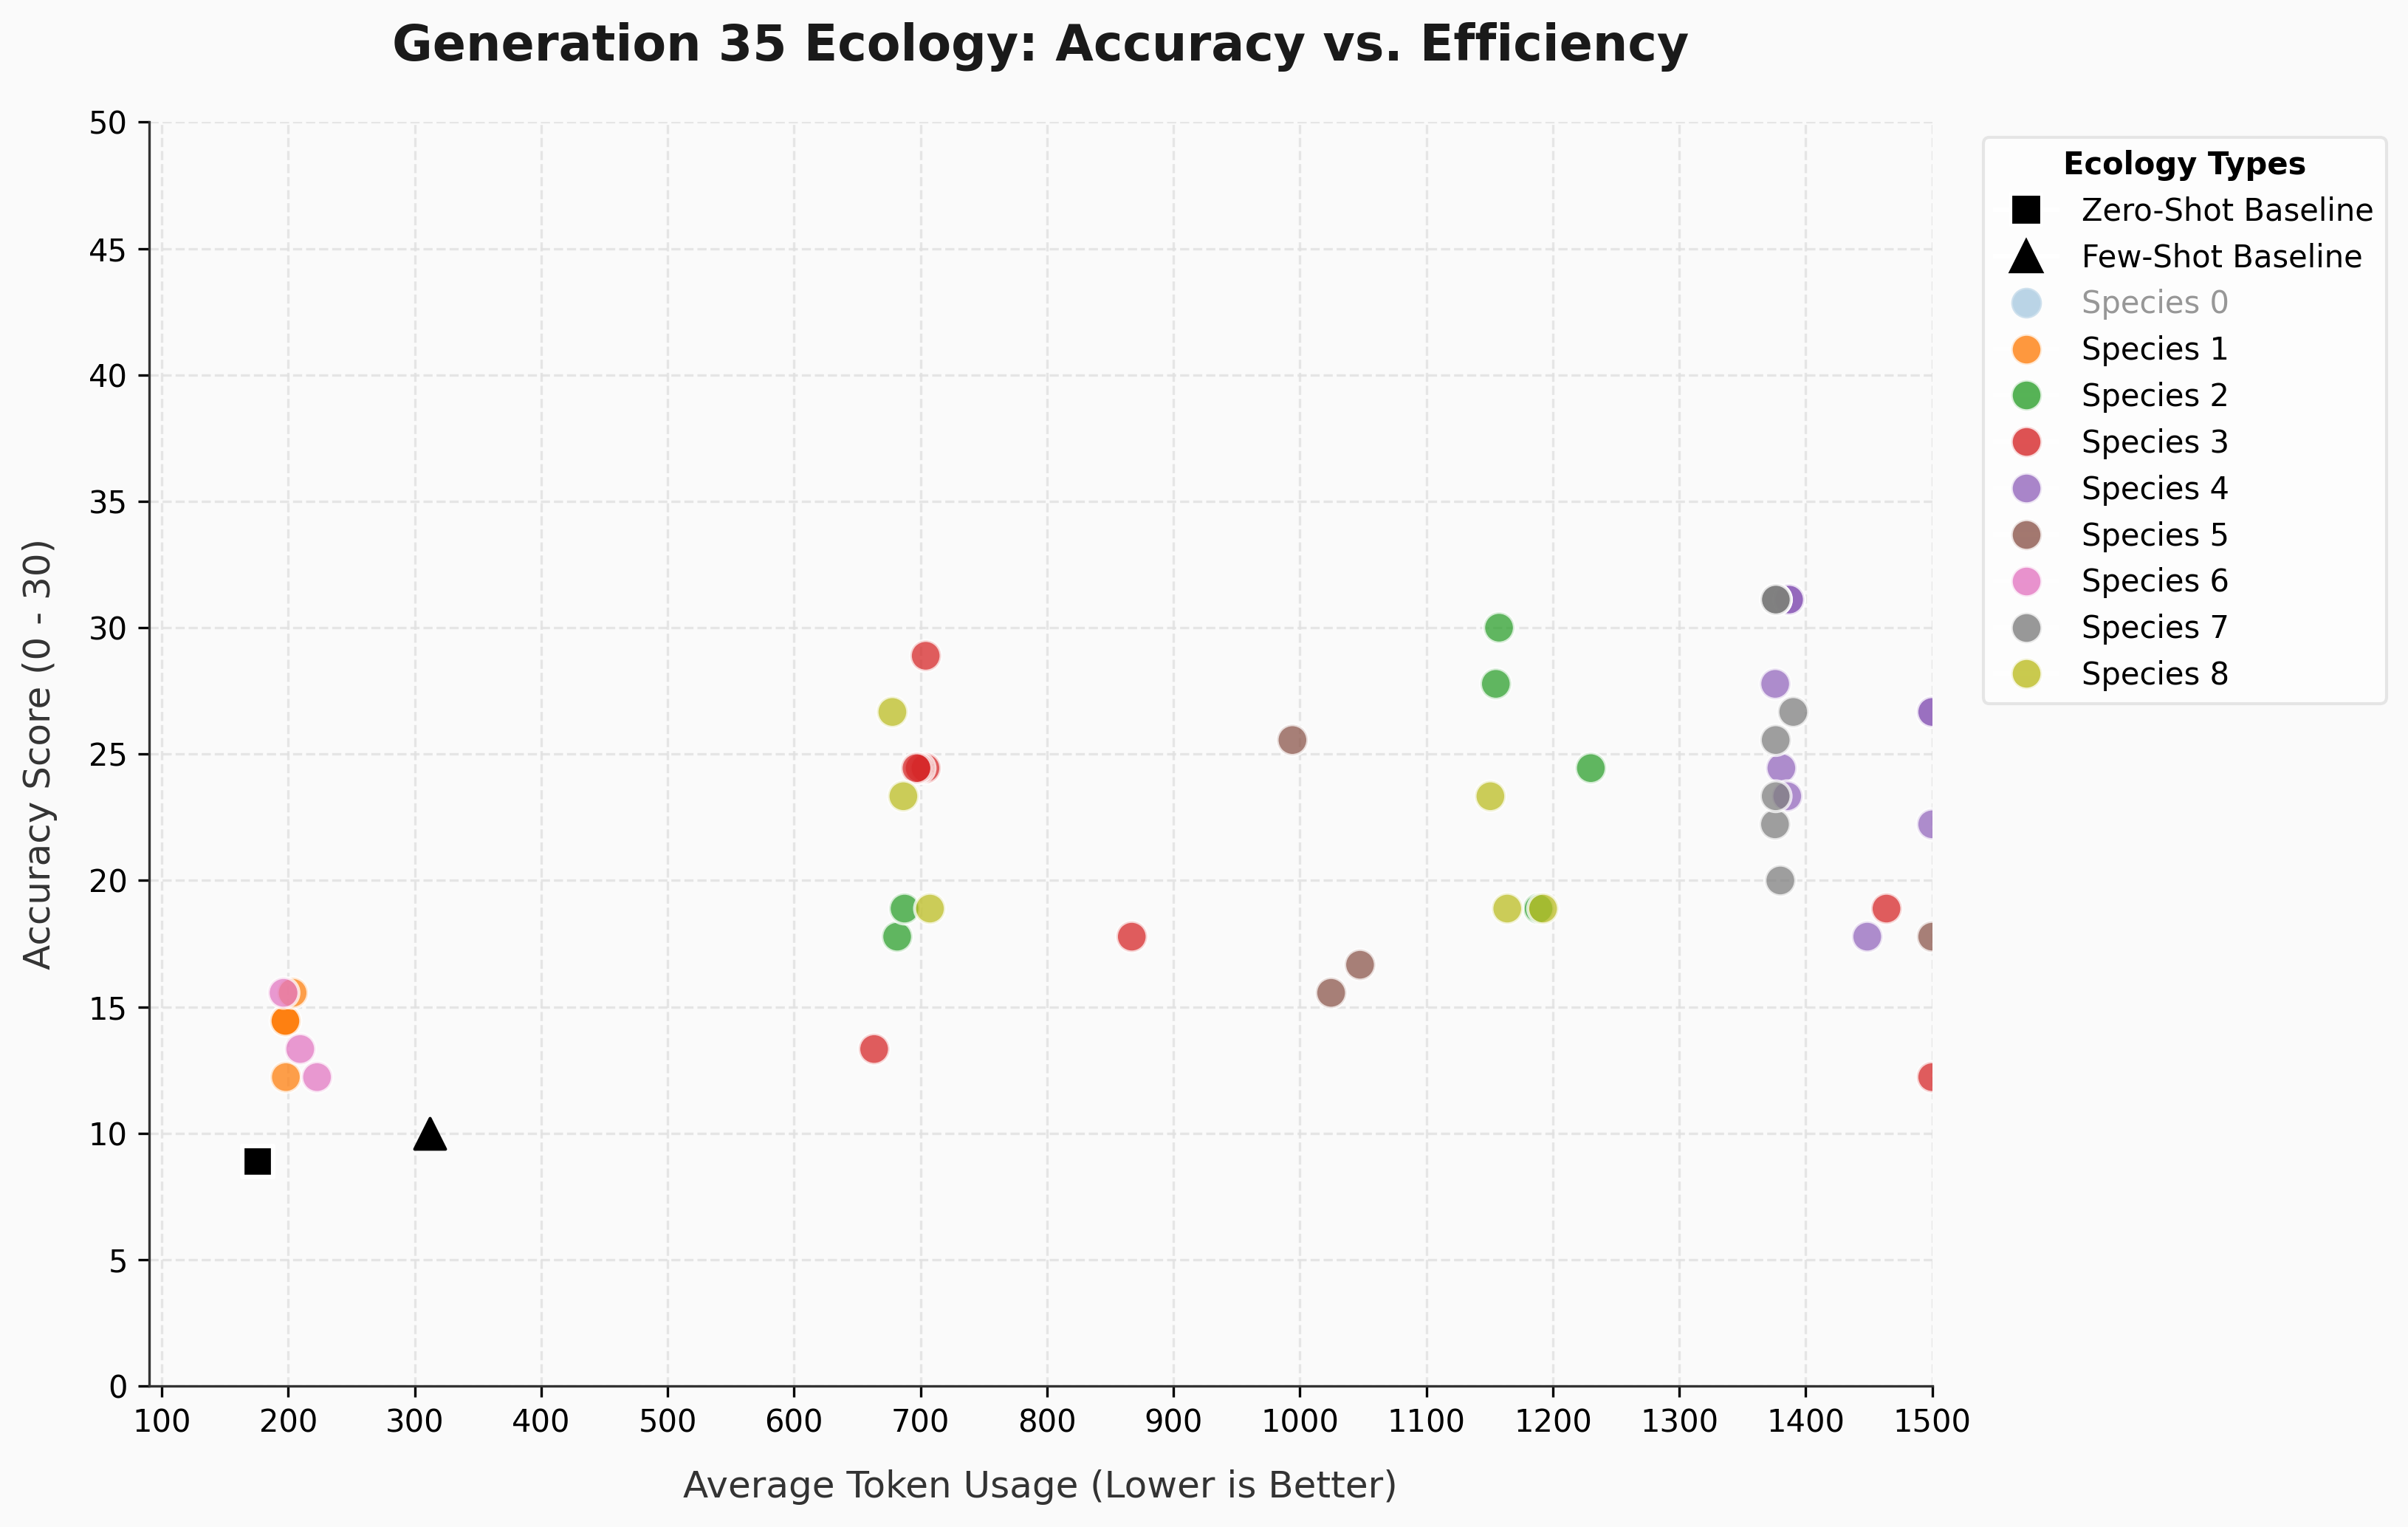 Generation 35 Ecology: Accuracy vs. Efficiency
50
45
40
35
30
25
20
15
10
5
0
Accuracy Score (0 - 30)
100 200 300 400 500 600 700 800 900 1000 1100 1200 1300 1400 1500
Average Token Usage (Lower is Better)
Ecology Types
Zero-Shot Baseline
Few-Shot Baseline
Species 0
Species 1
Species 2
Species 3
Species 4
Species 5
Species 6
Species 7
Species 8